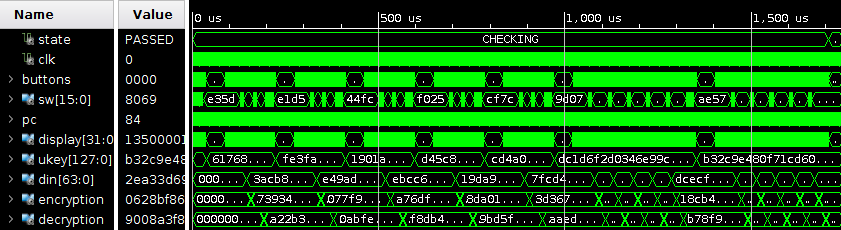 Name Value 0 us 500 us 1,000 us 1,500 us
state PASSED CHECKING
clk 0
buttons 0000
sw[15:0] 8069 e35d e1d5 44fc f025 cf7c 9d07 ae57 ...
pc 84
display[31:0 13500001
ukey[127:0] b32c9e48 61768... fe3fa... 1901a... d45c8... cd4a0... dc1d6f2d0346e99c... b32c9e480f71cd60...
din[63:0] 2ea33d69 000... 3acb8... e49ad... ebcc6... 19da9... 7fcd4... dcecf...
encryption 0628bf86 0000... 73934... 077f9... a76df... 8da01... 3d367... 18cb4...
decryption 9008a3f8 000000... a22b3... 0abfe... f8db4... 9bd5f... aaed... b78f9...